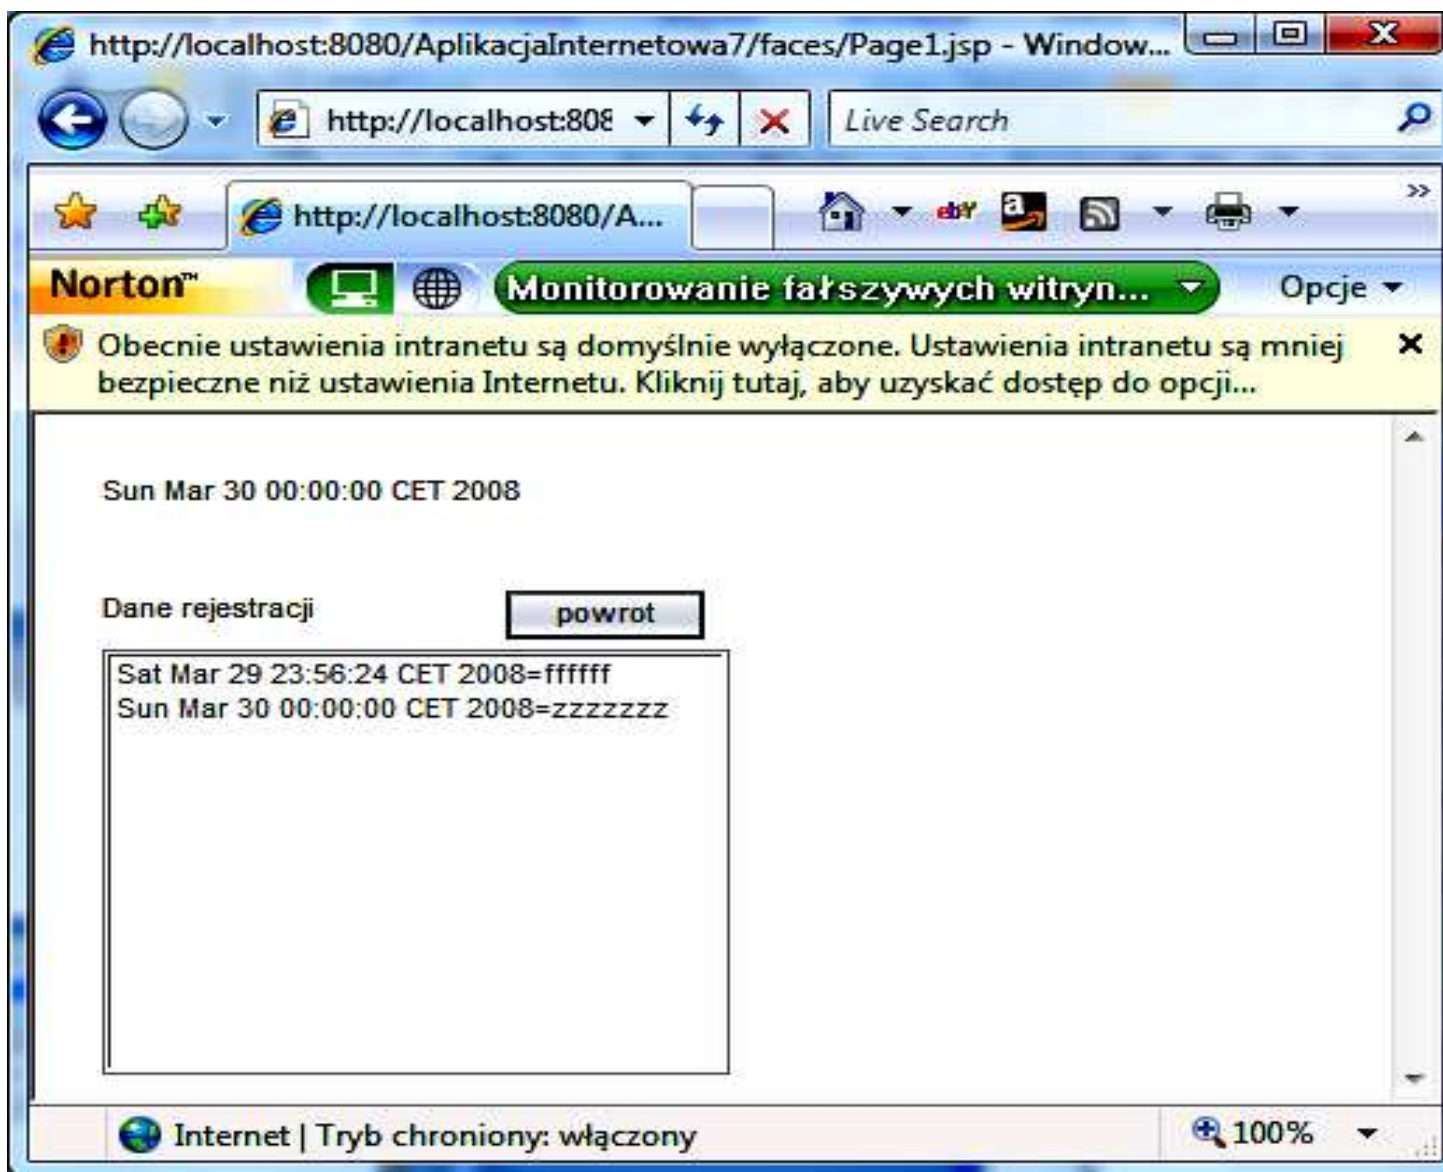 http://localhost:8080/AplikacjaInternetowa7/faces/Page1.jsp - Window...
http://localhost:808 Live Search
http://localhost:8080/A... ebY a »
Norton™ Monitorowanie fałszywych witryn... Opcje
Obecnie ustawienia intranetu są domyślnie wyłączone. Ustawienia intranetu są mniej
bezpieczne niż ustawienia Internetu. Kliknij tutaj, aby uzyskać dostęp do opcji...
Sun Mar 30 00:00:00 CET 2008
Dane rejestracji powrot
Sat Mar 29 23:56:24 CET 2008=ffffff
Sun Mar 30 00:00:00 CET 2008=zzzzzzz
Internet | Tryb chroniony: włączony 100%